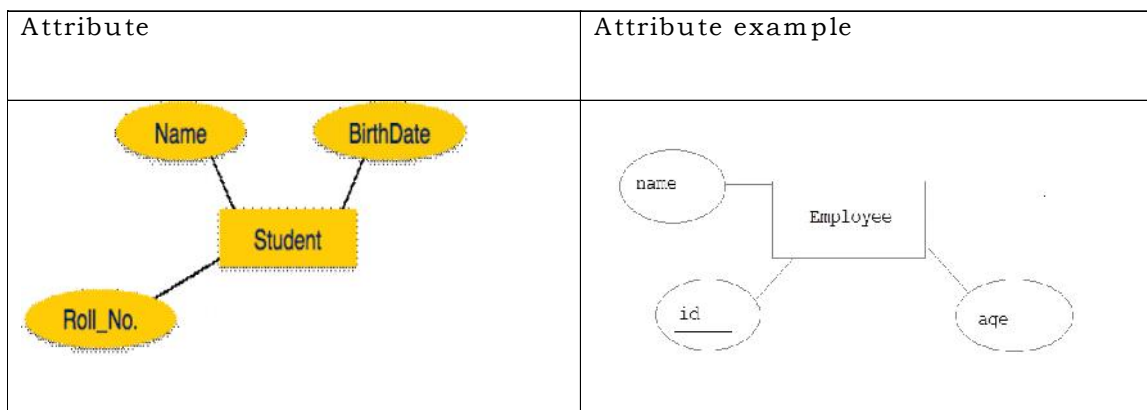 Attribute
Attribute example
Name
BirthDate
Student
Roll_No.
name
Employee
id
age